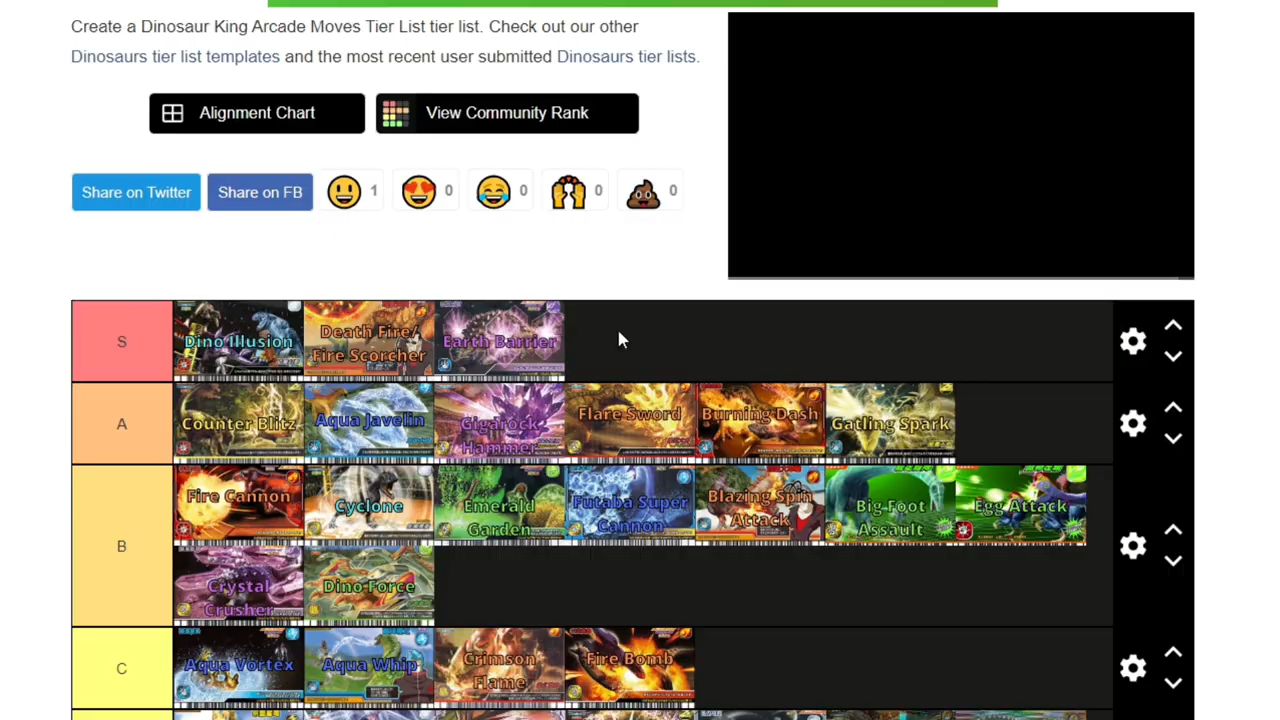 Create a Dinosaur King Arcade Moves Tier List tier list. Check out our other
Dinosaurs tier list templates and the most recent user submitted Dinosaurs tier lists.
Alignment Chart
View Community Rank
Share on Twitter
Share on FB
1
0
0
0
0
S
Dino Illusion
Death Fire/
Fire Scorcher
Earth Barrier
A
Counter Blitz
Aqua Javelin
Gigarock
Hammer
Flare Sword
Burning Dash
Gatling Spark
B
Fire Cannon
Cyclone
Emerald
Garden
Futaba Super
Cannon
Blazing Spin
Attack
Big Foot
Assault
Egg Attack
Crystal
Crusher
Dino Force
C
Aqua Vortex
Aqua Whip
Crimson
Flame
Fire Bomb